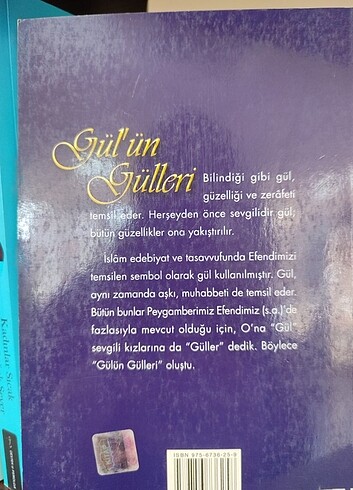 Gül'ün
Gülleri
Bilindiği gibi gül,
güzelliği ve zerâfeti
temsil eder. Herşeyden önce sevgilidir gül;
bütün güzellikler ona yakıştırılır.
İslâm edebiyat ve tasavvufunda Efendimizi
temsilen sembol olarak gül kullanılmıştır. Gül,
aynı zamanda aşkı, muhabbeti de temsil eder.
Bütün bunlar Peygamberimiz Efendimiz (s.a.)'de
fazlasıyla mevcut olduğu için, O'na "Gül"
sevgili kızlarına da "Güller" dedik. Böylece
"Gülün Gülleri" oluştu.
Kadınlar Sıcak